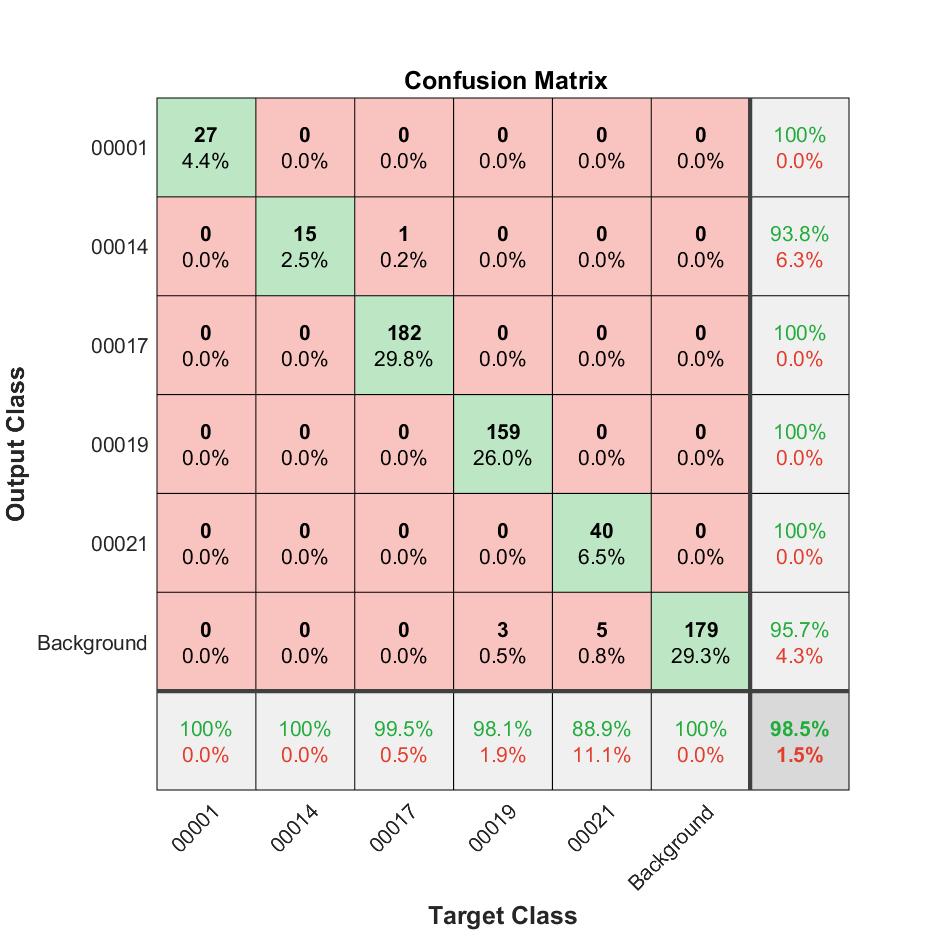 Confusion Matrix
00001 27 0 0 0 0 0 100%
4.4% 0.0% 0.0% 0.0% 0.0% 0.0% 0.0%
00014 0 15 1 0 0 0 93.8%
0.0% 2.5% 0.2% 0.0% 0.0% 0.0% 6.3%
00017 0 0 182 0 0 0 100%
0.0% 0.0% 29.8% 0.0% 0.0% 0.0% 0.0%
00019 0 0 0 159 0 0 100%
0.0% 0.0% 0.0% 26.0% 0.0% 0.0% 0.0%
00021 0 0 0 0 40 0 100%
0.0% 0.0% 0.0% 0.0% 6.5% 0.0% 0.0%
Background 0 0 0 3 5 179 95.7%
0.0% 0.0% 0.0% 0.5% 0.8% 29.3% 4.3%
100% 100% 99.5% 98.1% 88.9% 100% 98.5%
0.0% 0.0% 0.5% 1.9% 11.1% 0.0% 1.5%
00001 00014 00017 00019 00021 Background
Target Class
Output Class